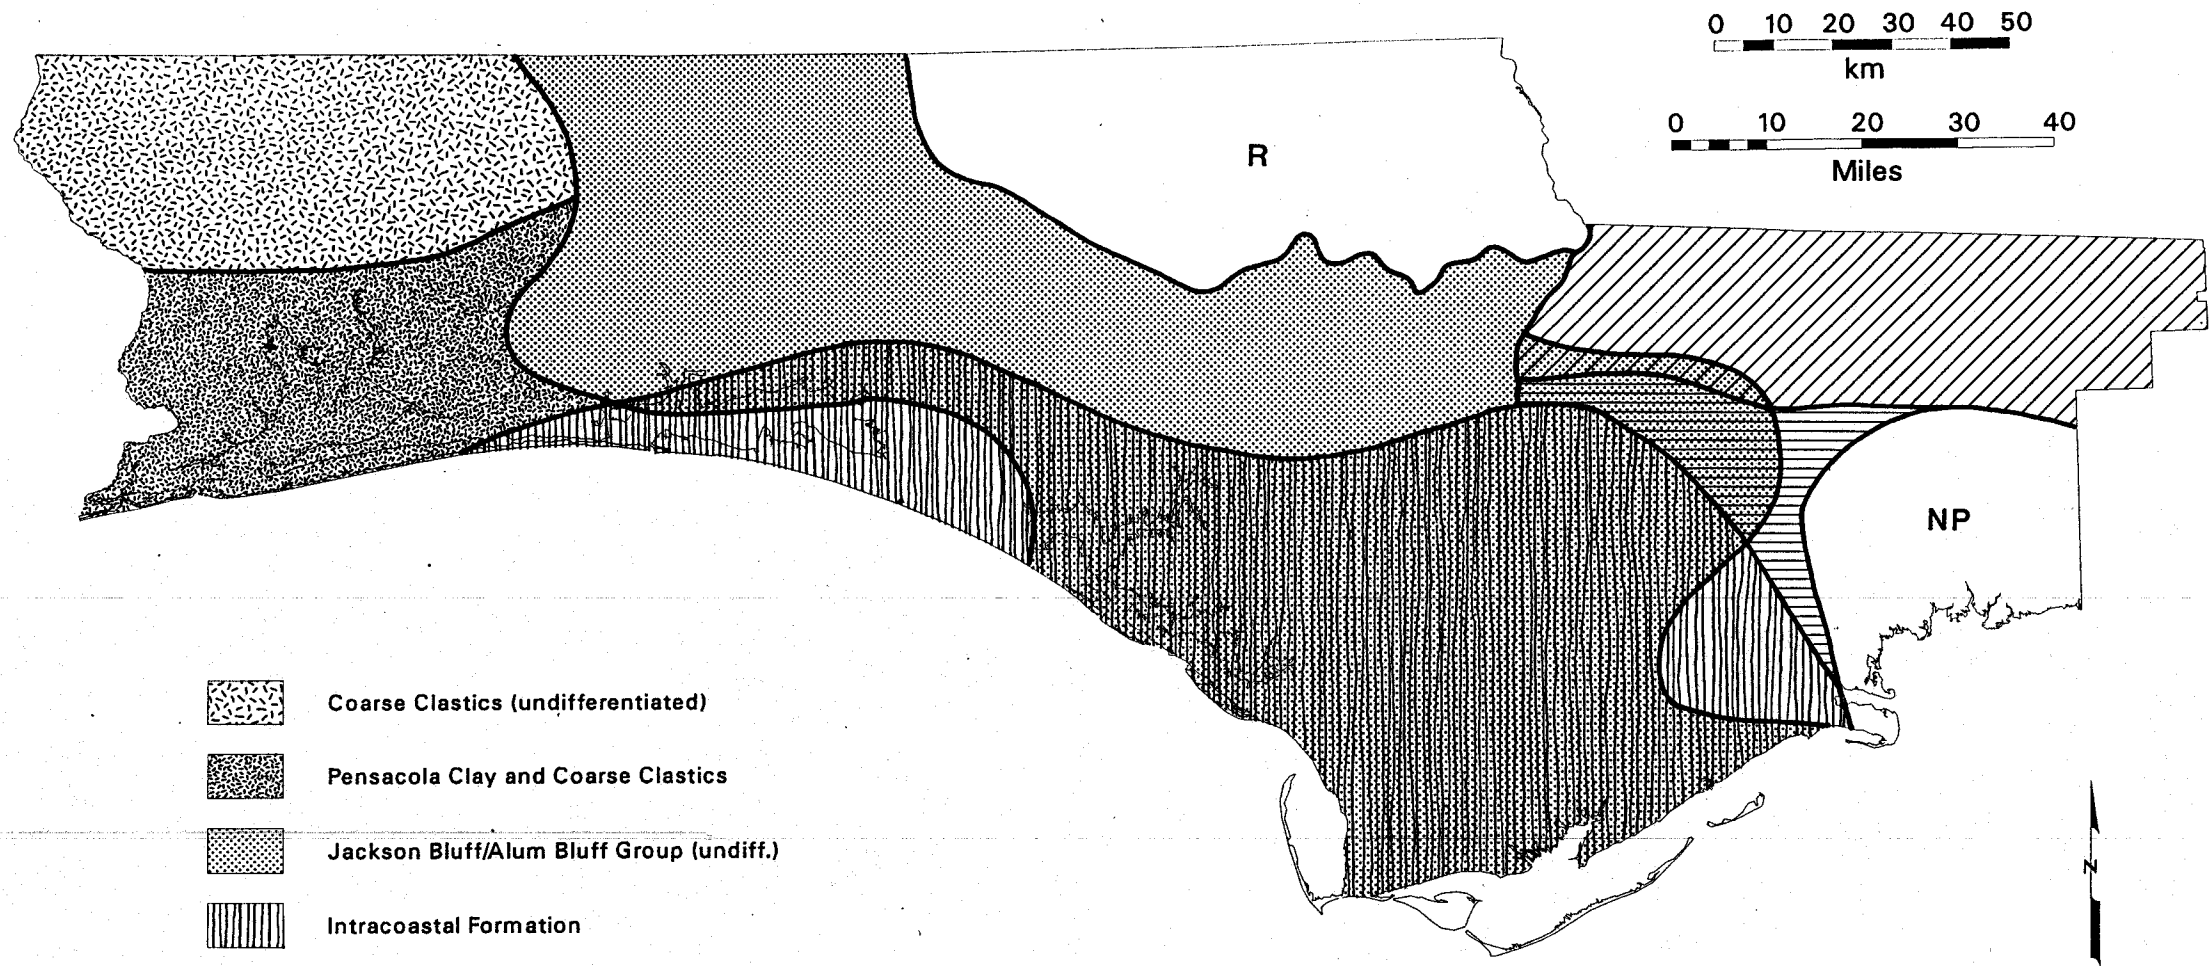 0 10 20 30 40 50
km
0 10 20 30 40
Miles
R
NP
Coarse Clastics (undifferentiated)
Pensacola Clay and Coarse Clastics
Jackson Bluff/Alum Bluff Group (undiff.)
Intracoastal Formation
N